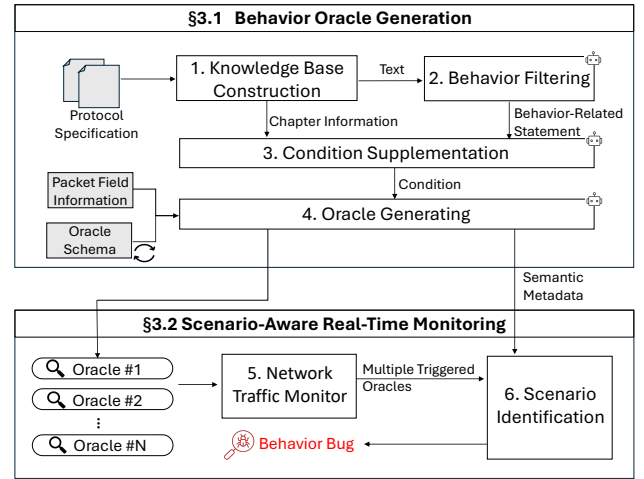 §3.1 Behavior Oracle Generation
1. Knowledge Base
Construction
Text
2. Behavior Filtering
Protocol
Specification
Chapter Information
Behavior-Related
Statement
3. Condition Supplementation
Condition
Packet Field
Information
4. Oracle Generating
Oracle
Schema
Semantic
Metadata
§3.2 Scenario-Aware Real-Time Monitoring
Oracle #1
Oracle #2
⋮
Oracle #N
5. Network
Traffic Monitor
Multiple Triggered
Oracles
6. Scenario
Identification
Behavior Bug